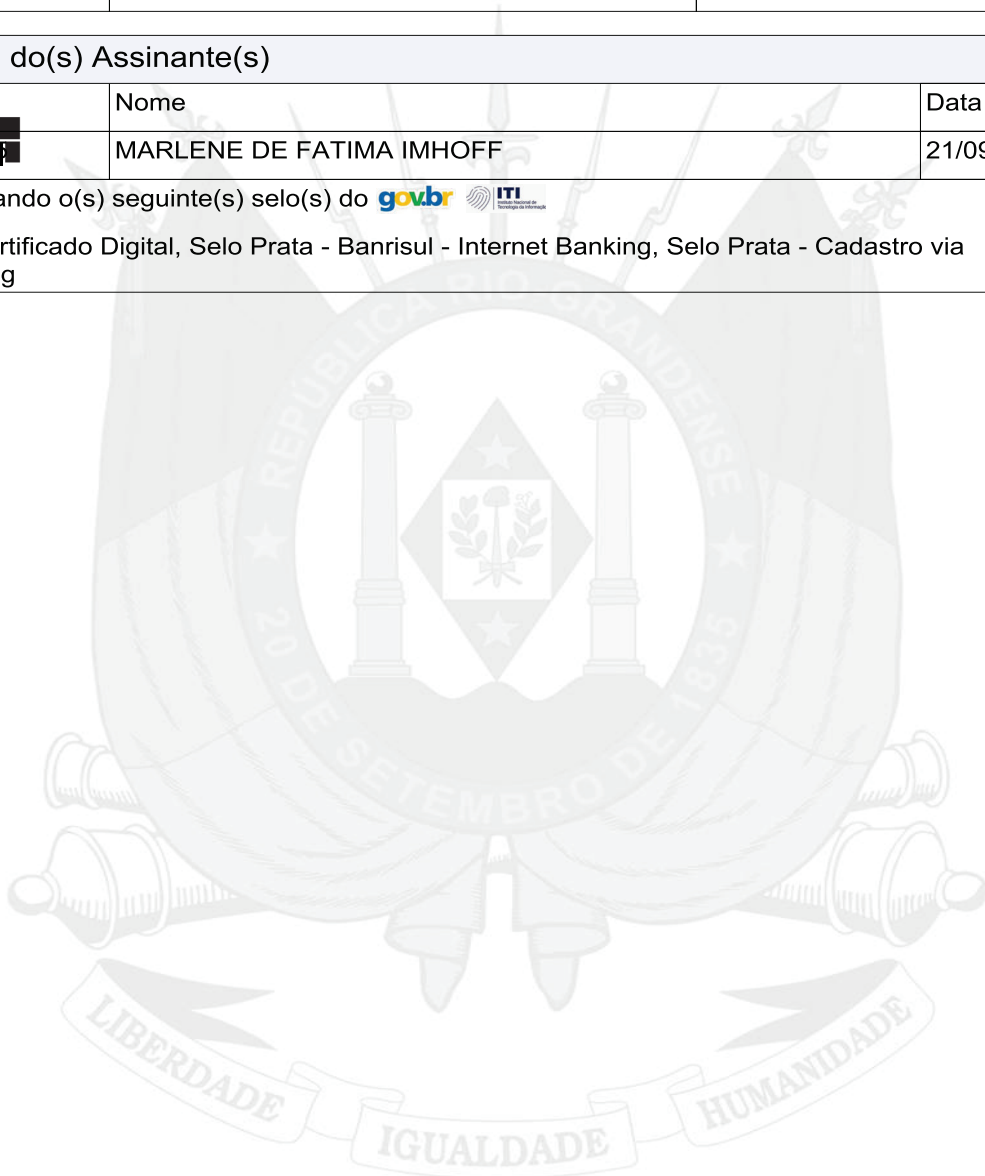 do(s) Assinante(s)
Nome Data
MARLENE DE FATIMA IMHOFF 21/09
ando o(s) seguinte(s) selo(s) do gov.br ITI
rtificado Digital, Selo Prata - Banrisul - Internet Banking, Selo Prata - Cadastro via
g
REPÚBLICA RIO GRANDENSE
20 DE SETEMBRO DE 1835
LIBERDADE IGUALDADE HUMANIDADE